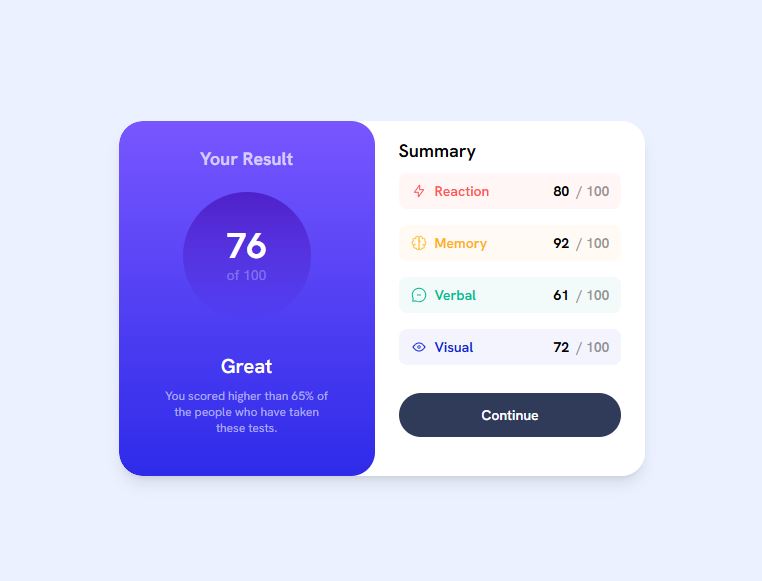 Your Result
76
of 100
Great
You scored higher than 65% of
the people who have taken
these tests.
Summary
Reaction 80 / 100
Memory 92 / 100
Verbal 61 / 100
Visual 72 / 100
Continue